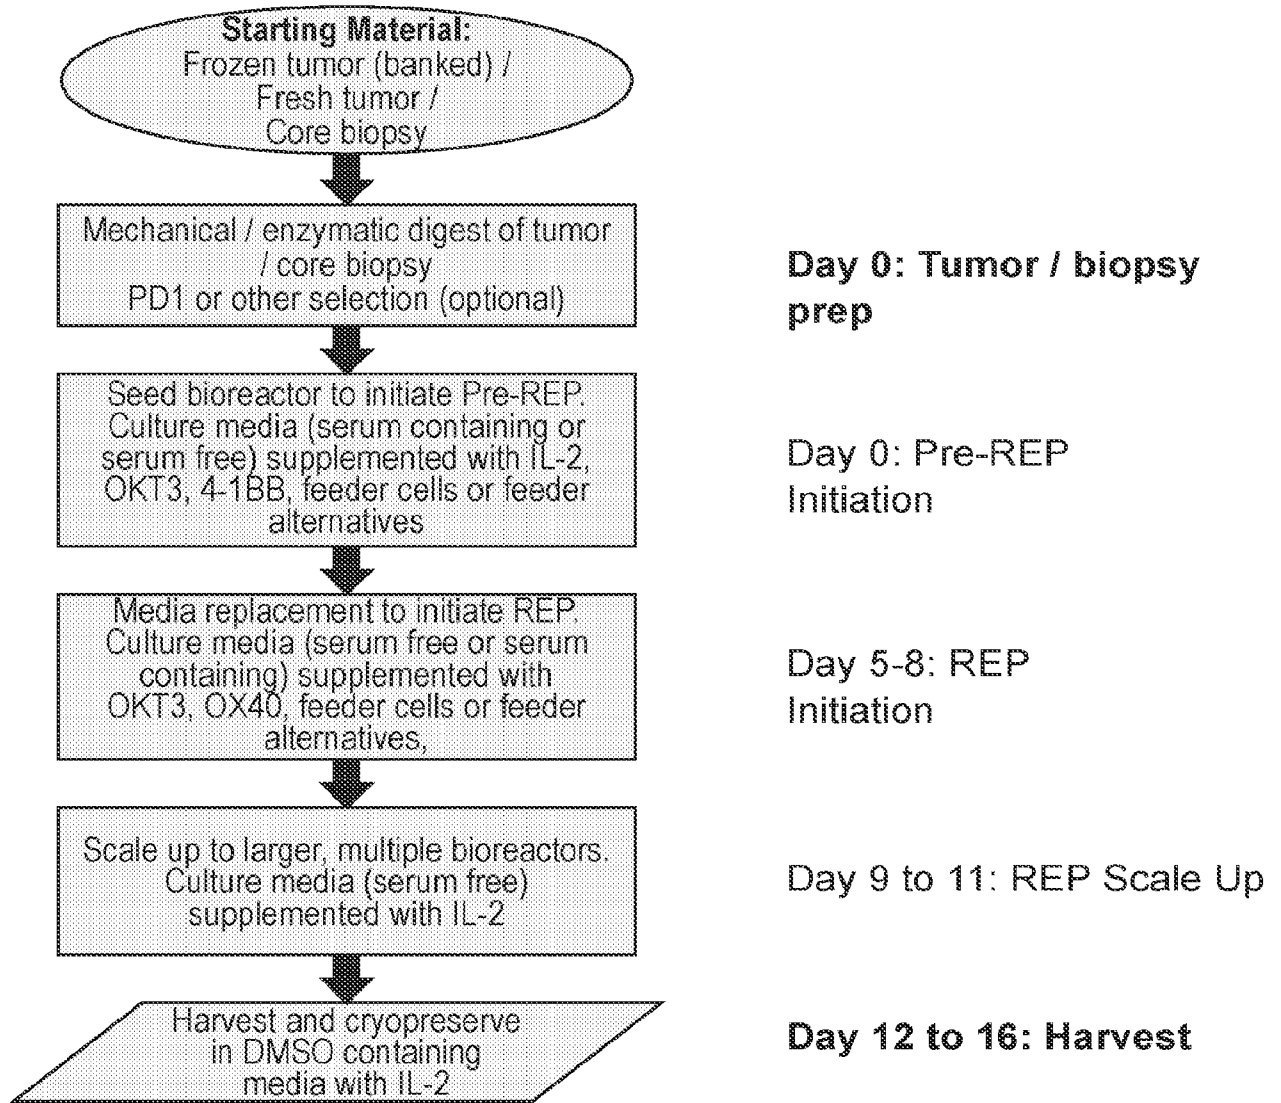 Starting Material:
Frozen tumor (banked) /
Fresh tumor /
Core biopsy
Mechanical / enzymatic digest of tumor
/ core biopsy
PD1 or other selection (optional)
Day 0: Tumor / biopsy
prep
Seed bioreactor to initiate Pre-REP.
Culture media (serum containing or
serum free) supplemented with IL-2,
OKT3, 4-1BB, feeder cells or feeder
alternatives
Day 0: Pre-REP
Initiation
Media replacement to initiate REP.
Culture media (serum free or serum
containing) supplemented with
OKT3, OX40, feeder cells or feeder
alternatives,
Day 5-8: REP
Initiation
Scale up to larger, multiple bioreactors.
Culture media (serum free)
supplemented with IL-2
Day 9 to 11: REP Scale Up
Harvest and cryopreserve
in DMSO containing
media with IL-2
Day 12 to 16: Harvest